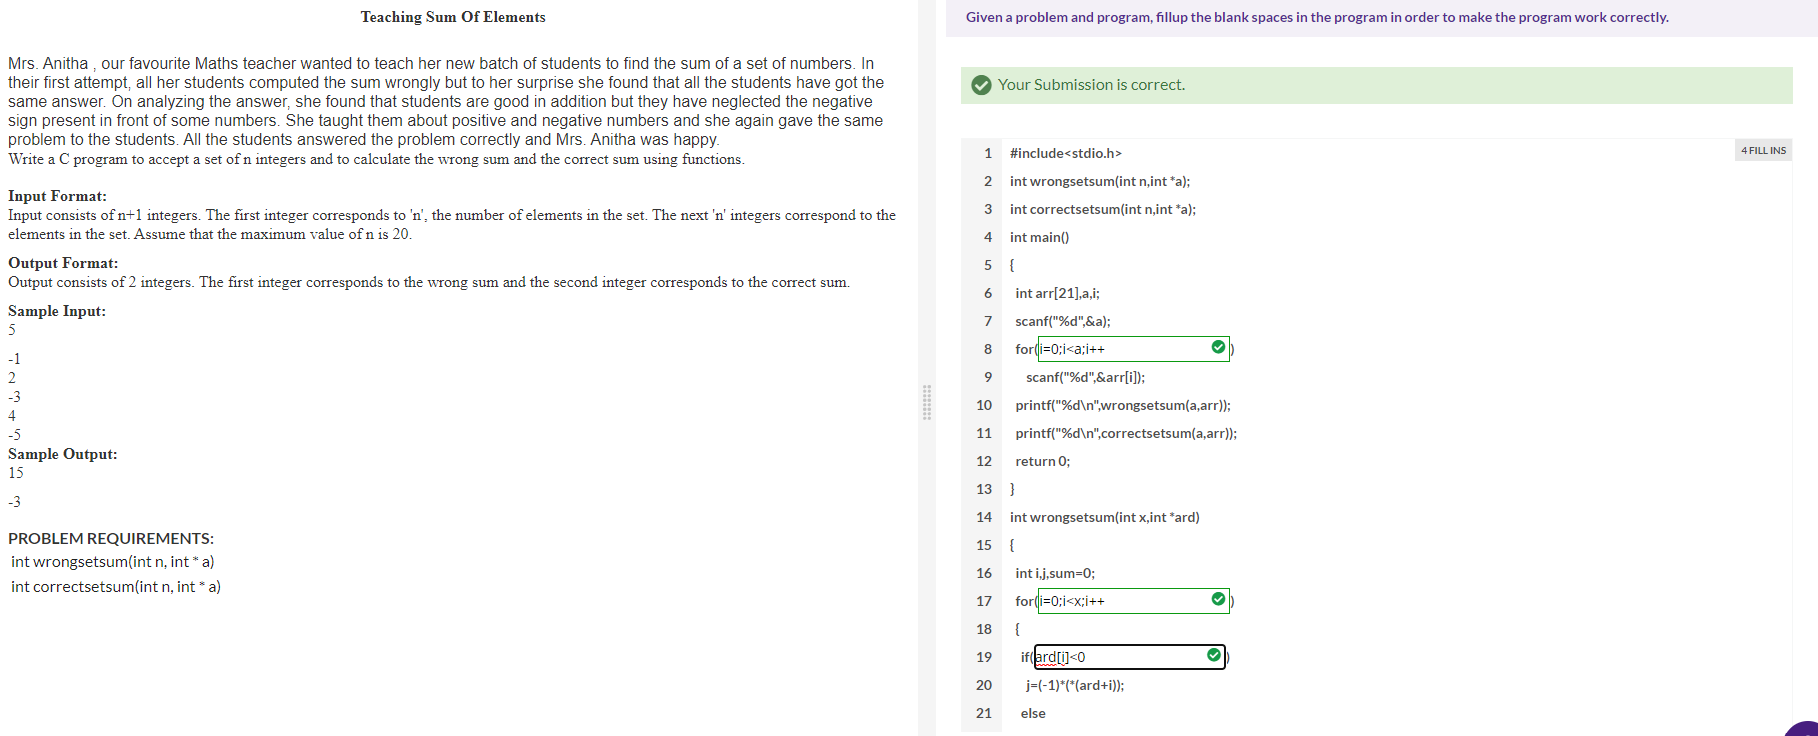 Teaching Sum Of Elements
Mrs. Anitha , our favourite Maths teacher wanted to teach her new batch of students to find the sum of a set of numbers. In
their first attempt, all her students computed the sum wrongly but to her surprise she found that all the students have got the
same answer. On analyzing the answer, she found that students are good in addition but they have neglected the negative
sign present in front of some numbers. She taught them about positive and negative numbers and she again gave the same
problem to the students. All the students answered the problem correctly and Mrs. Anitha was happy.
Write a C program to accept a set of n integers and to calculate the wrong sum and the correct sum using functions.
Input Format:
Input consists of n+1 integers. The first integer corresponds to 'n', the number of elements in the set. The next 'n' integers correspond to the
elements in the set. Assume that the maximum value of n is 20.
Output Format:
Output consists of 2 integers. The first integer corresponds to the wrong sum and the second integer corresponds to the correct sum.
Sample Input:
5
-1
2
-3
4
-5
Sample Output:
15
-3
PROBLEM REQUIREMENTS:
int wrongsetsum(int n, int * a)
int correctsetsum(int n, int * a)
Given a problem and program, fillup the blank spaces in the program in order to make the program work correctly.
Your Submission is correct.
4 FILL INS
1 #include<stdio.h>
2 int wrongsetsum(int n,int *a);
3 int correctsetsum(int n,int *a);
4 int main()
5 {
6 int arr[21],a,i;
7 scanf("%d",&a);
8 for(i=0;i<a;i++)
9 scanf("%d",&arr[i]);
10 printf("%d\n",wrongsetsum(a,arr));
11 printf("%d\n",correctsetsum(a,arr));
12 return 0;
13 }
14 int wrongsetsum(int x,int *ard)
15 {
16 int i,j,sum=0;
17 for(i=0;i<x;i++)
18 {
19 if(ard[i]<0)
20 j=(-1)*(*(ard+i));
21 else